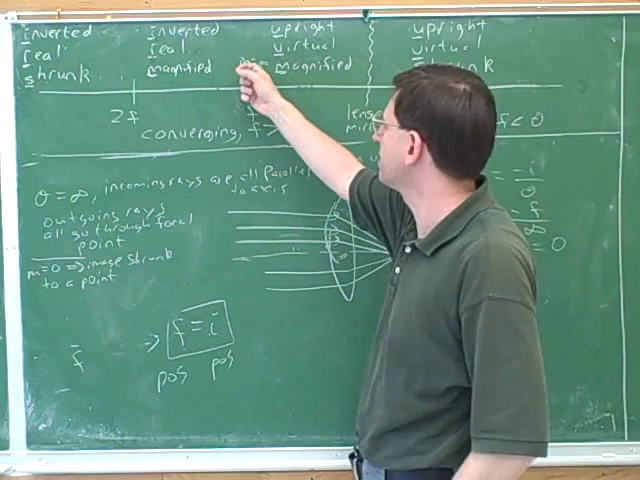 inverted inverted upright upright
real real virtual virtual
shrunk magnified m= magnified
2f f lens
converging, f > f < 0
o = ∞, incoming rays are all parallel
to axis
outgoing rays
all go through focal
point
m=0 => image shrunk
to a point
-i
o
= f
∞
= 0
f => f = i
pos pos